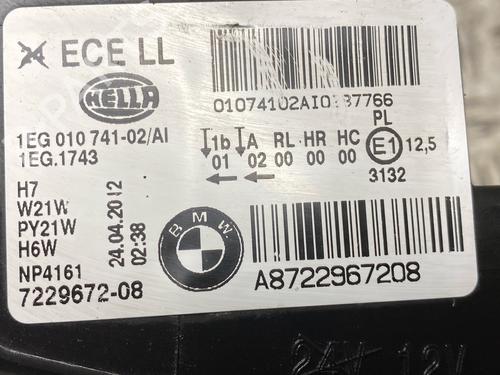 ECE LL
HELLA
1EG 010 741-02/AI
1EG.1743
H7
W21W
PY21W
H6W
NP4161
7229672-08
24.04.2012
02:38
1b A RL HR HC PL
01 02 00 00 00 E1 12,5
3132
BMW
A8722967208
24V 12V